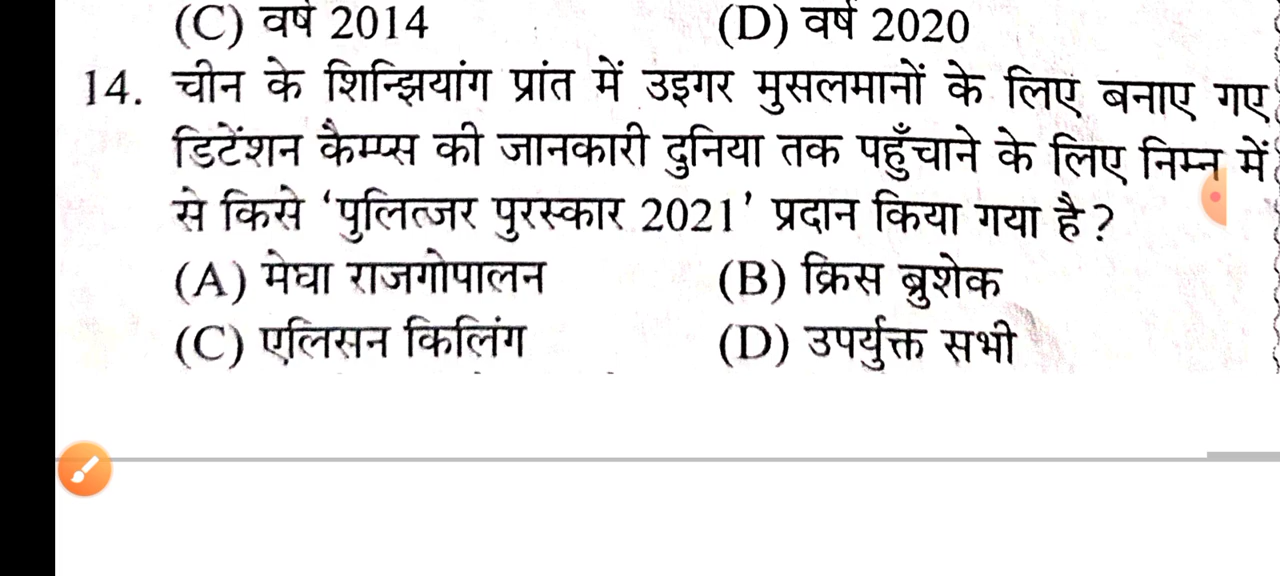 (C) वर्ष 2014 (D) वर्ष 2020
14. चीन के शिन्झियांग प्रांत में उइगर मुसलमानों के लिए बनाए गए
डिटेंशन कैम्प्स की जानकारी दुनिया तक पहुँचाने के लिए निम्न में
से किसे ‘पुलित्जर पुरस्कार 2021’ प्रदान किया गया है?
(A) मेघा राजगोपालन (B) क्रिस ब्रुशेक
(C) एलिसन किलिंग (D) उपर्युक्त सभी